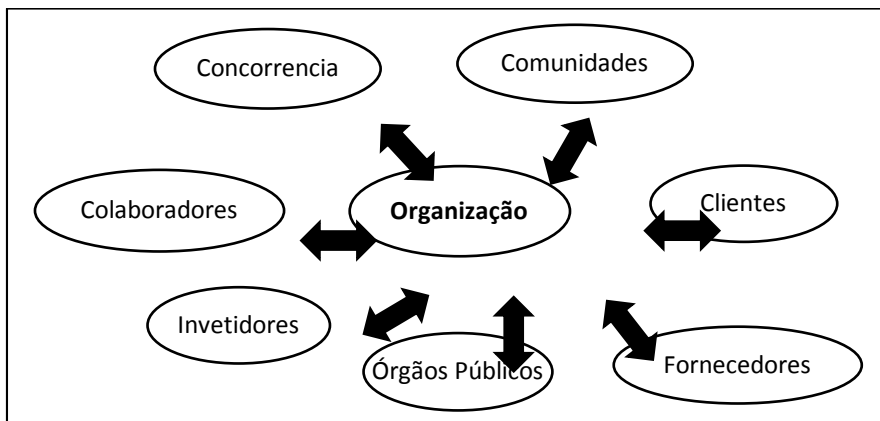 Concorrencia
Comunidades
Colaboradores
Organização
Clientes
Invetidores
Órgãos Públicos
Fornecedores